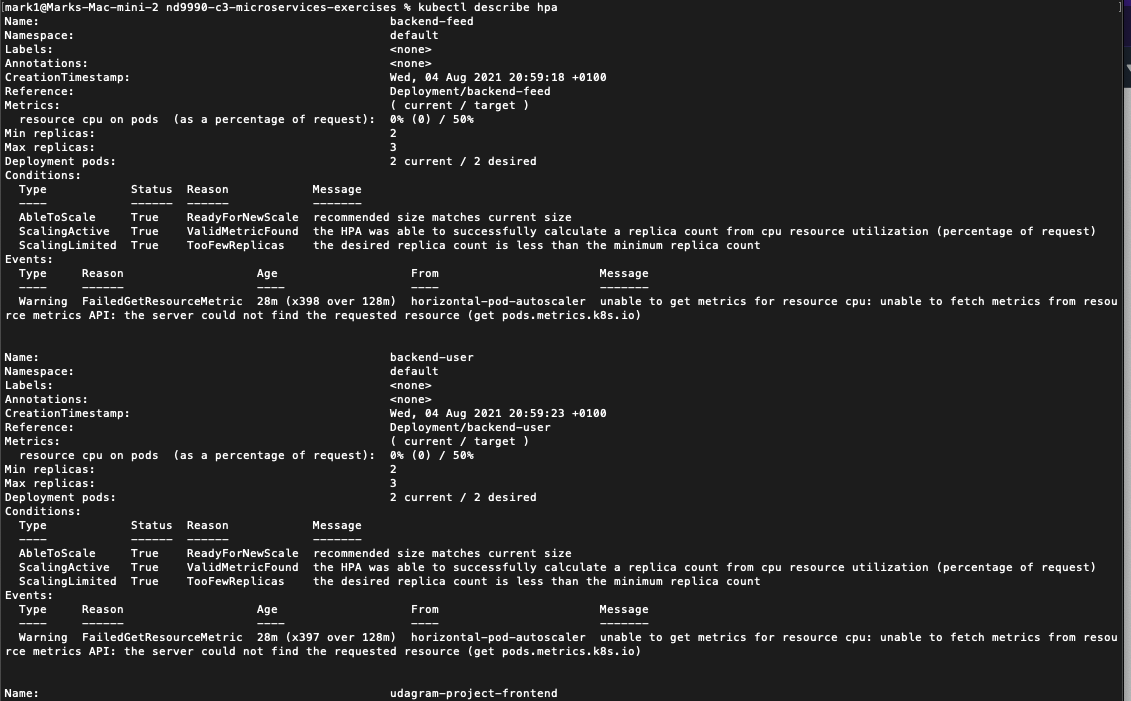 [mark1@Marks-Mac-mini-2 nd9990-c3-microservices-exercises % kubectl describe hpa ]
Name: backend-feed
Namespace: default
Labels: <none>
Annotations: <none>
CreationTimestamp: Wed, 04 Aug 2021 20:59:18 +0100
Reference: Deployment/backend-feed
Metrics: ( current / target )
resource cpu on pods (as a percentage of request): 0% (0) / 50%
Min replicas: 2
Max replicas: 3
Deployment pods: 2 current / 2 desired
Conditions:
Type Status Reason Message
---- ------ ------ -------
AbleToScale True ReadyForNewScale recommended size matches current size
ScalingActive True ValidMetricFound the HPA was able to successfully calculate a replica count from cpu resource utilization (percentage of request)
ScalingLimited True TooFewReplicas the desired replica count is less than the minimum replica count
Events:
Type Reason Age From Message
---- ------ ---- ---- -------
Warning FailedGetResourceMetric 28m (x398 over 128m) horizontal-pod-autoscaler unable to get metrics for resource cpu: unable to fetch metrics from resou
rce metrics API: the server could not find the requested resource (get pods.metrics.k8s.io)
Name: backend-user
Namespace: default
Labels: <none>
Annotations: <none>
CreationTimestamp: Wed, 04 Aug 2021 20:59:23 +0100
Reference: Deployment/backend-user
Metrics: ( current / target )
resource cpu on pods (as a percentage of request): 0% (0) / 50%
Min replicas: 2
Max replicas: 3
Deployment pods: 2 current / 2 desired
Conditions:
Type Status Reason Message
---- ------ ------ -------
AbleToScale True ReadyForNewScale recommended size matches current size
ScalingActive True ValidMetricFound the HPA was able to successfully calculate a replica count from cpu resource utilization (percentage of request)
ScalingLimited True TooFewReplicas the desired replica count is less than the minimum replica count
Events:
Type Reason Age From Message
---- ------ ---- ---- -------
Warning FailedGetResourceMetric 28m (x397 over 128m) horizontal-pod-autoscaler unable to get metrics for resource cpu: unable to fetch metrics from resou
rce metrics API: the server could not find the requested resource (get pods.metrics.k8s.io)
Name: udagram-project-frontend